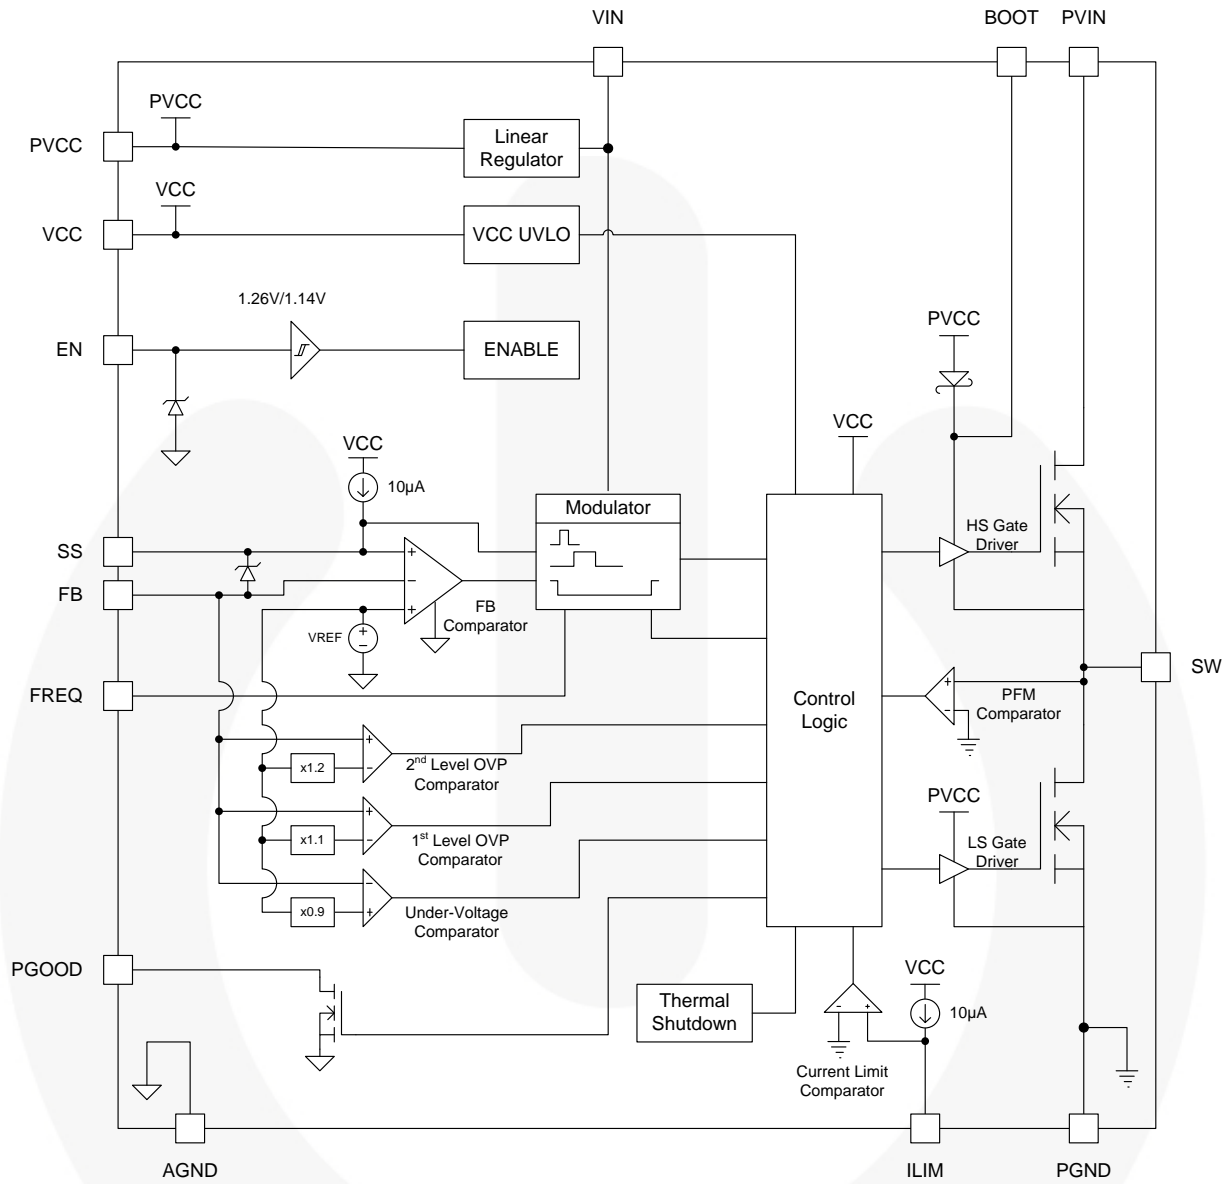 VIN
BOOT PVIN
PVCC
PVCC
Linear
Regulator
VCC
VCC
VCC UVLO
1.26V/1.14V
EN
ENABLE
PVCC
VCC
VCC
10µA
Modulator
SS
+
HS Gate
Driver
FB
−
+
FB
Comparator
VREF
+
−
FREQ
Control
Logic
+
-
PFM
Comparator
SW
+
-
x1.2
2nd Level OVP
Comparator
PVCC
+
-
x1.1
1st Level OVP
Comparator
LS Gate
Driver
-
+
x0.9
Under-Voltage
Comparator
PGOOD
VCC
Thermal
Shutdown
-
+
10µA
Current Limit
Comparator
AGND
ILIM
PGND